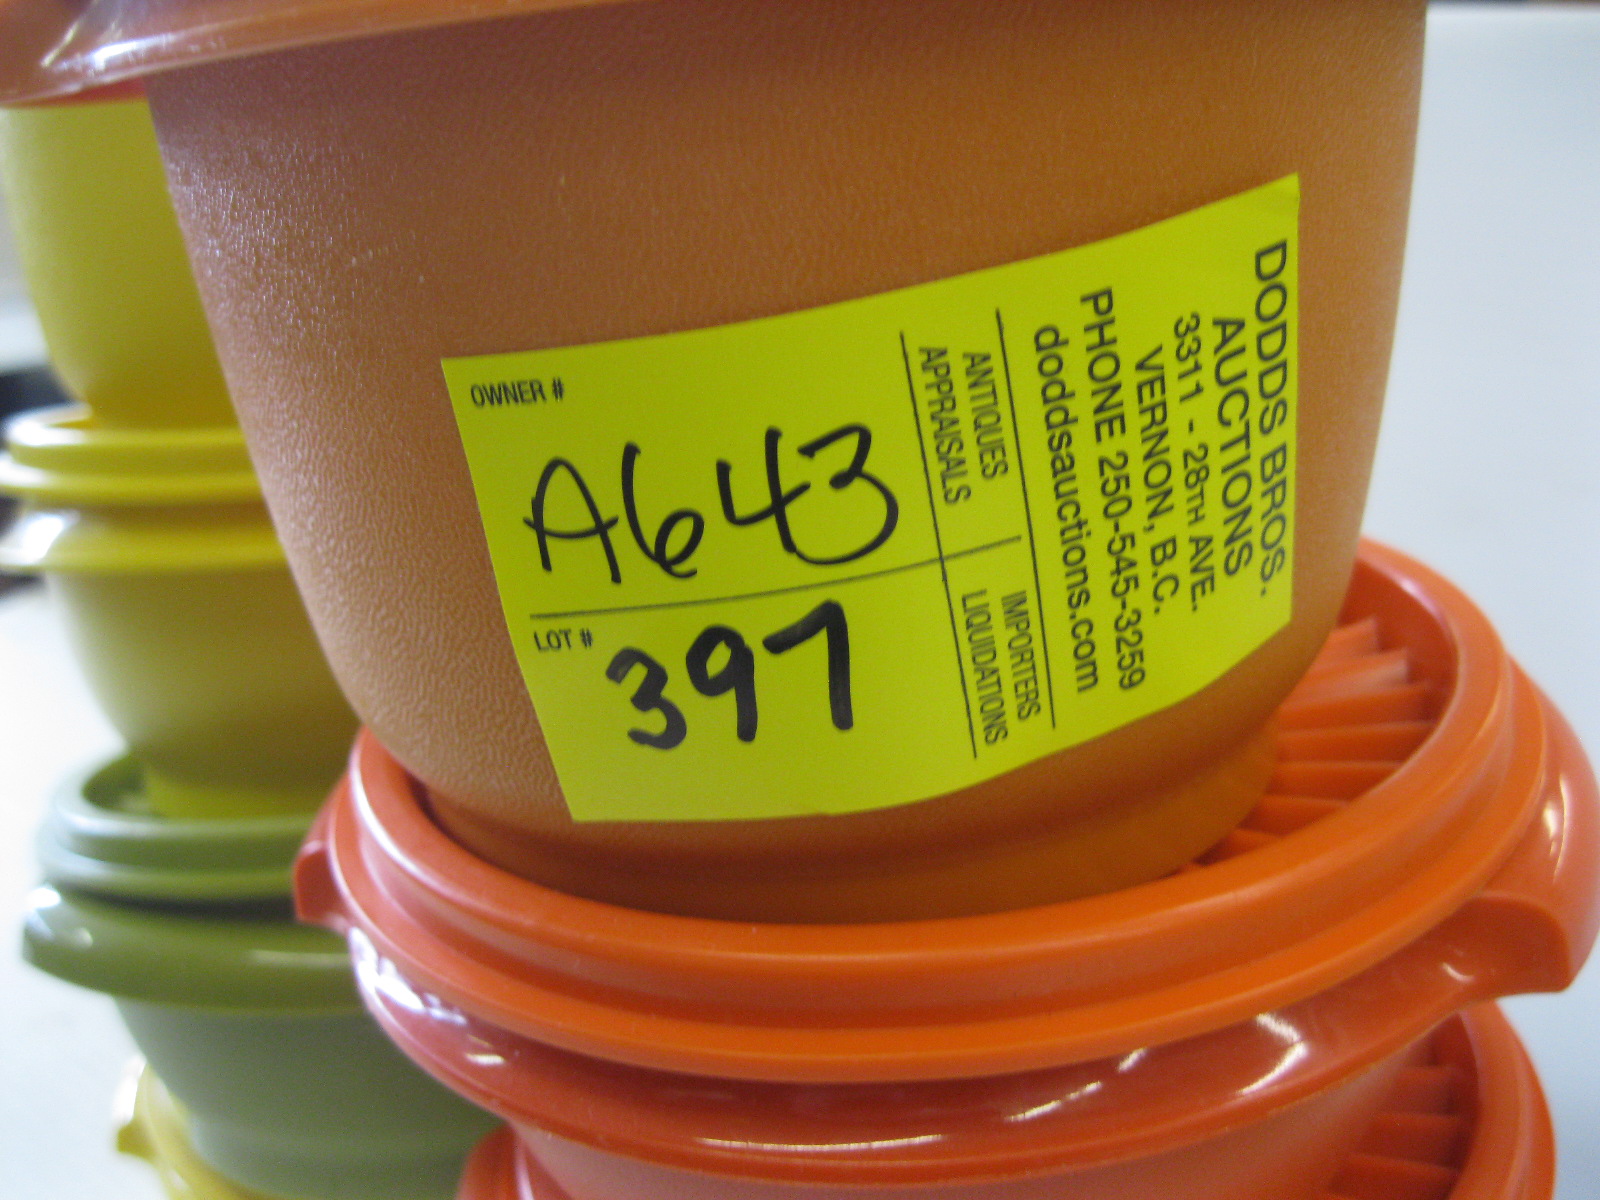 OWNER #
A643
LOT #
397
DODDS BROS.
AUCTIONS
3311 - 28TH AVE.
VERNON, B.C.
PHONE 250-545-3259
doddsauctions.com
ANTIQUES
APPRAISALS
IMPORTERS
LIQUIDATIONS